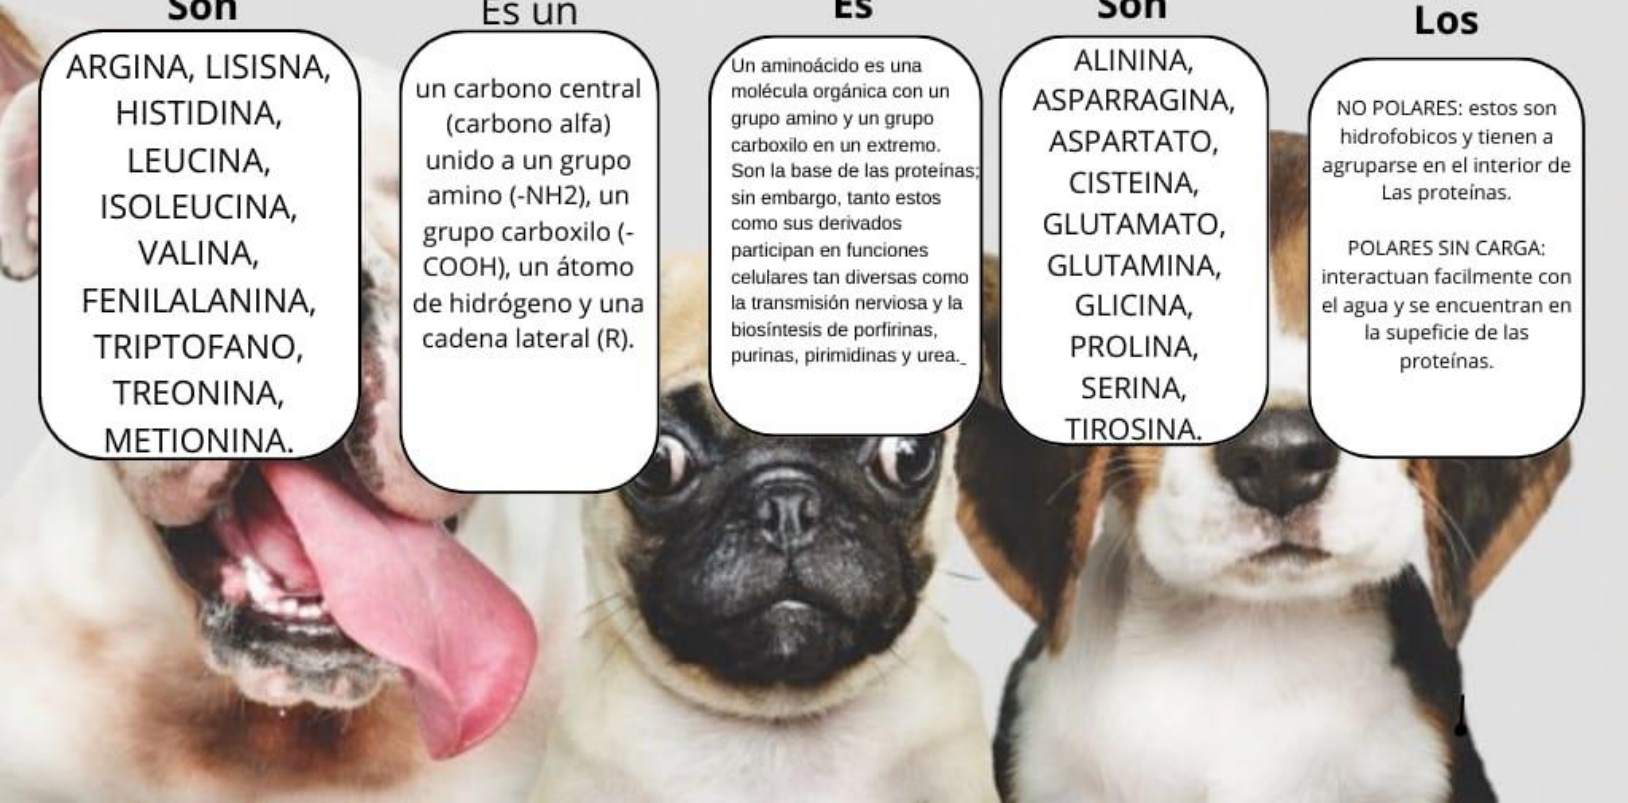 Son
ARGINA, LISISNA,
HISTIDINA,
LEUCINA,
ISOLEUCINA,
VALINA,
FENILALANINA,
TRIPTOFANO,
TREONINA,
METIONINA.
Es un
un carbono central
(carbono alfa)
unido a un grupo
amino (-NH2), un
grupo carboxilo (-
COOH), un átomo
de hidrógeno y una
cadena lateral (R).
Es
Un aminoácido es una
molécula orgánica con un
grupo amino y un grupo
carboxilo en un extremo.
Son la base de las proteínas;
sin embargo, tanto estos
como sus derivados
participan en funciones
celulares tan diversas como
la transmisión nerviosa y la
biosíntesis de porfirinas,
purinas, pirimidinas y urea._
Son
ALININA,
ASPARRAGINA,
ASPARTATO,
CISTEINA,
GLUTAMATO,
GLUTAMINA,
GLICINA,
PROLINA,
SERINA,
TIROSINA.
Los
NO POLARES: estos son
hidrofobicos y tienen a
agruparse en el interior de
Las proteínas.
POLARES SIN CARGA:
interactuan facilmente con
el agua y se encuentran en
la supeficie de las
proteínas.